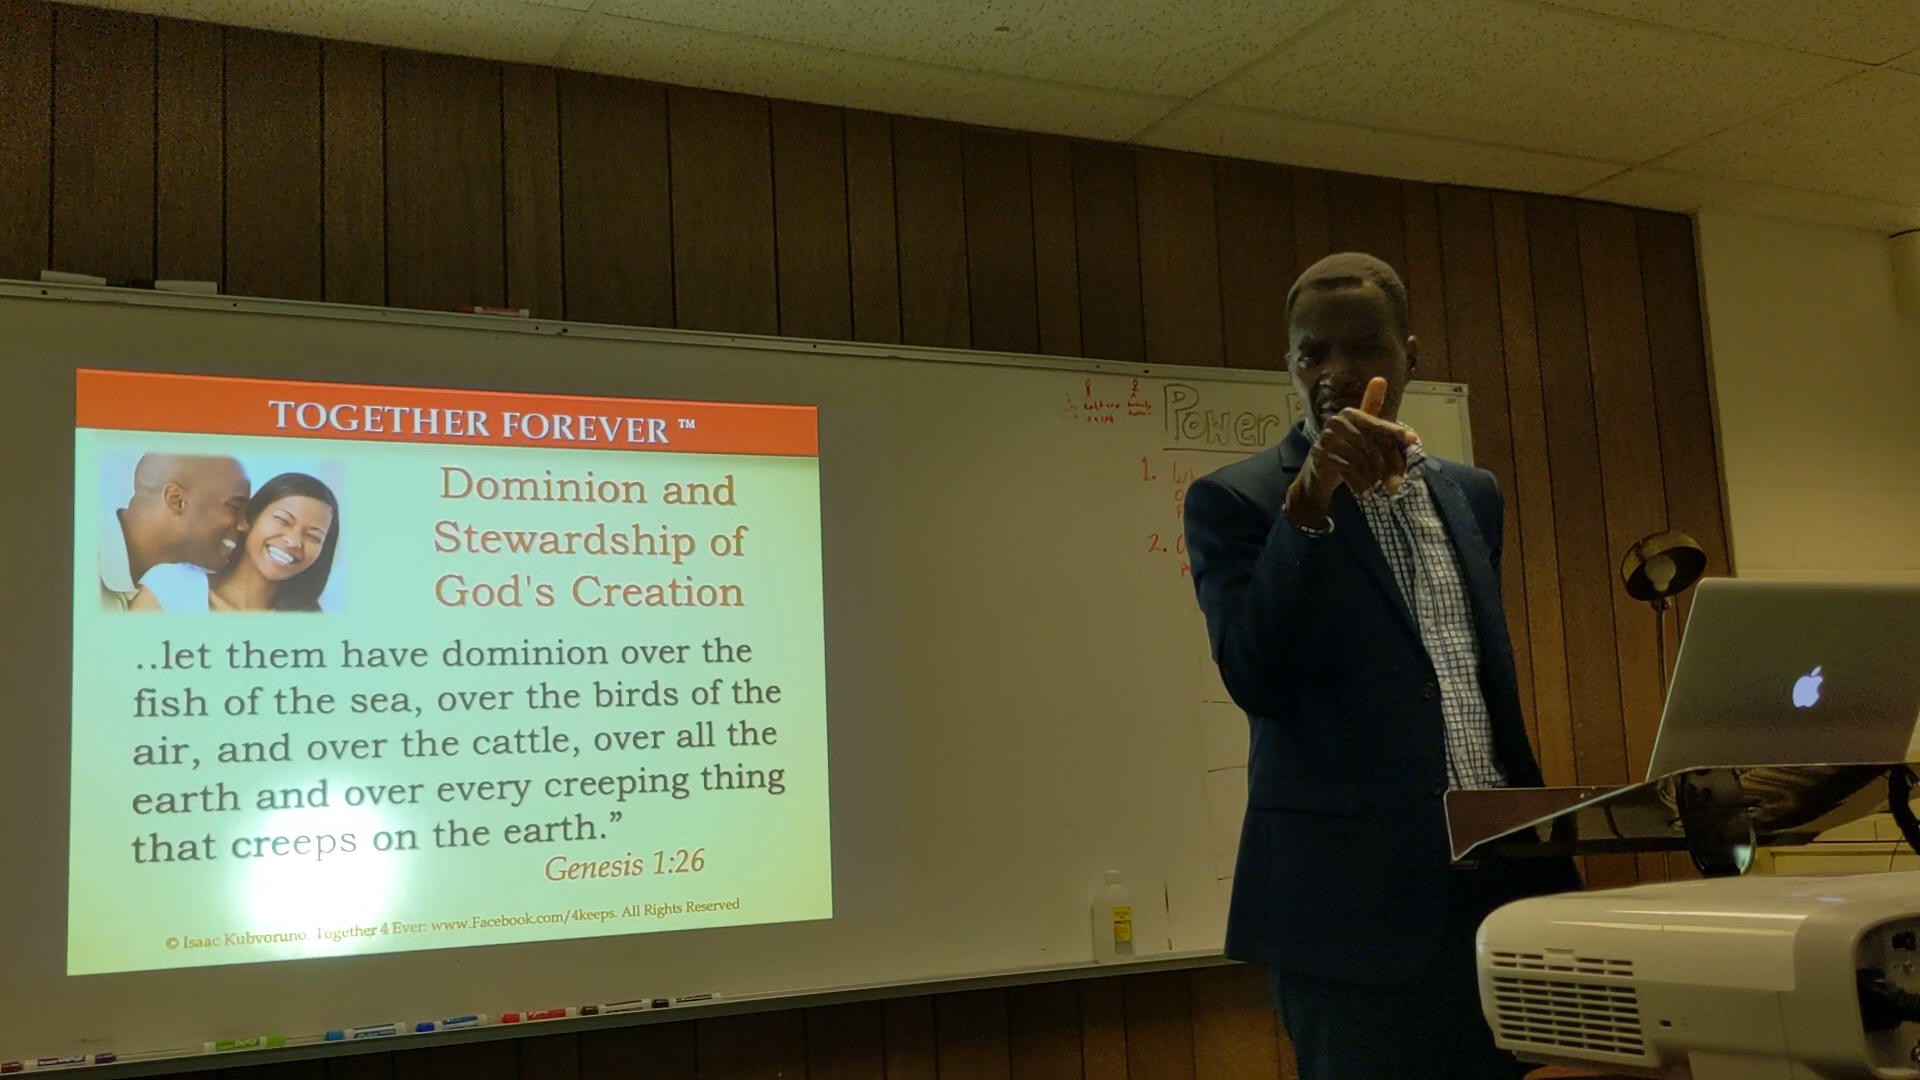 TOGETHER FOREVER ™
Dominion and
Stewardship of
God's Creation
..let them have dominion over the
fish of the sea, over the birds of the
air, and over the cattle, over all the
earth and over every creeping thing
that creeps on the earth.”
Genesis 1:26
© Isaac Kubvoruno. Together 4 Ever: www.Facebook.com/4keeps. All Rights Reserved
Power
1.
2.